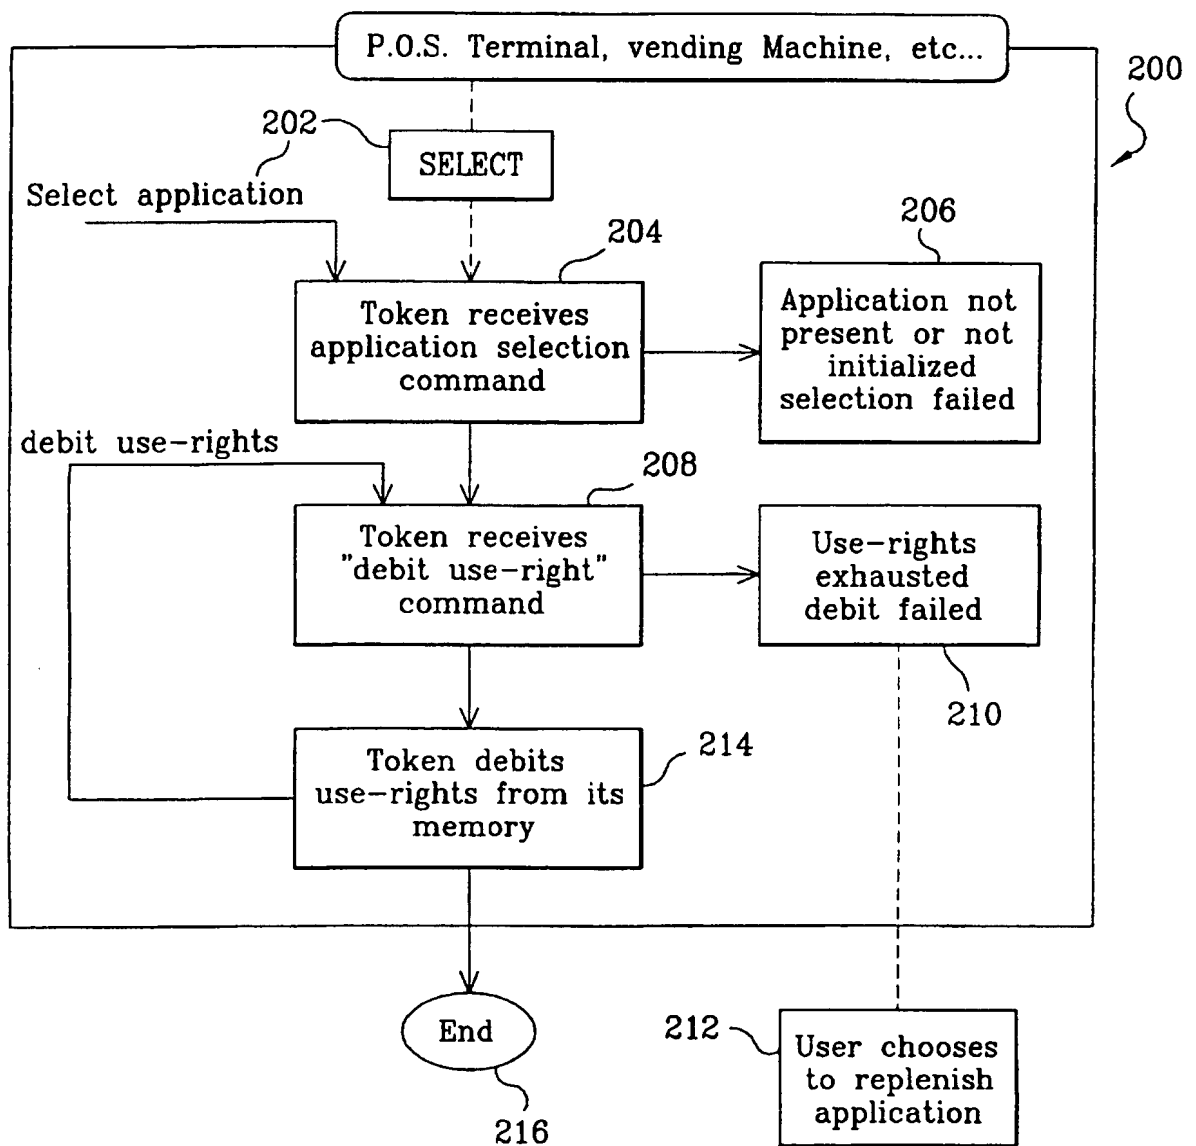 P.O.S. Terminal, vending Machine, etc...
200
202
SELECT
Select application
204
206
Token receives
application selection
command
Application not
present or not
initialized
selection failed
debit use-rights
208
Token receives
"debit use-right"
command
Use-rights
exhausted
debit failed
210
214
Token debits
use-rights from its
memory
End
216
212
User chooses
to replenish
application